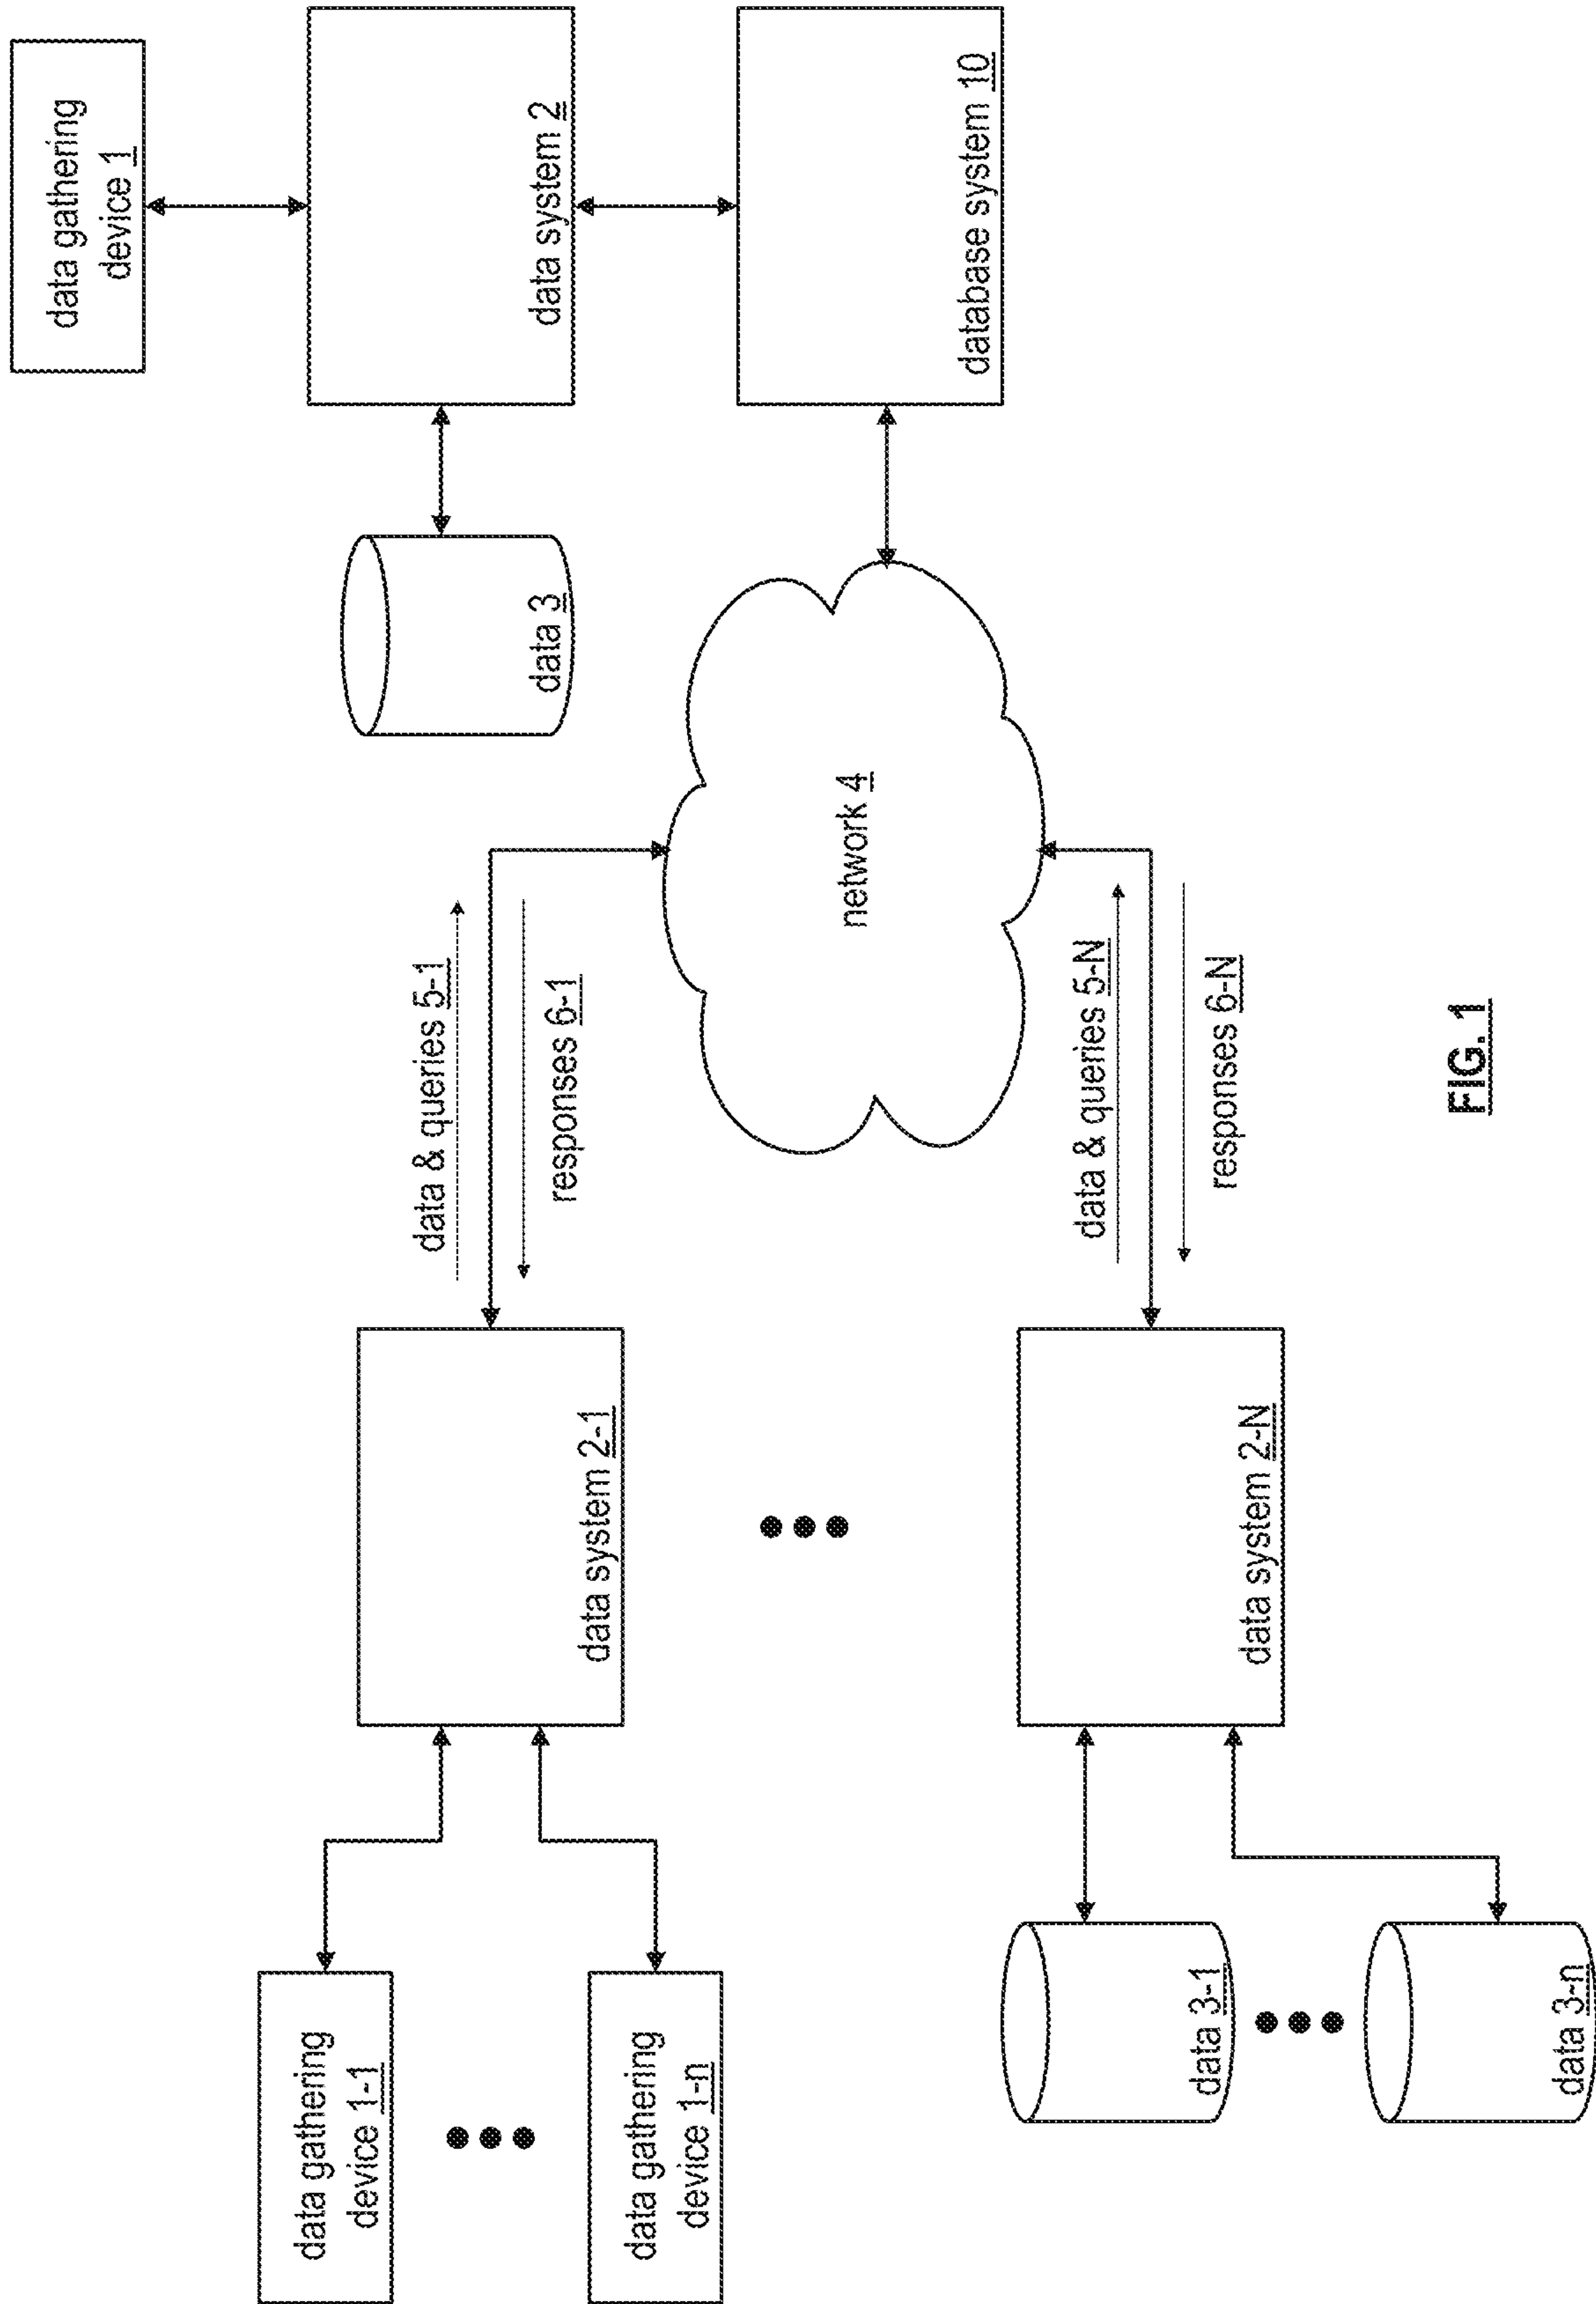 data gathering
device 1-1
data gathering
device 1-n
data system 2-1
data & queries 5-1
responses 6-1
data 3
data gathering
device 1
data system 2
network 4
database system 10
data 3-1
data 3-n
data system 2-N
data & queries 5-N
responses 6-N
FIG. 1